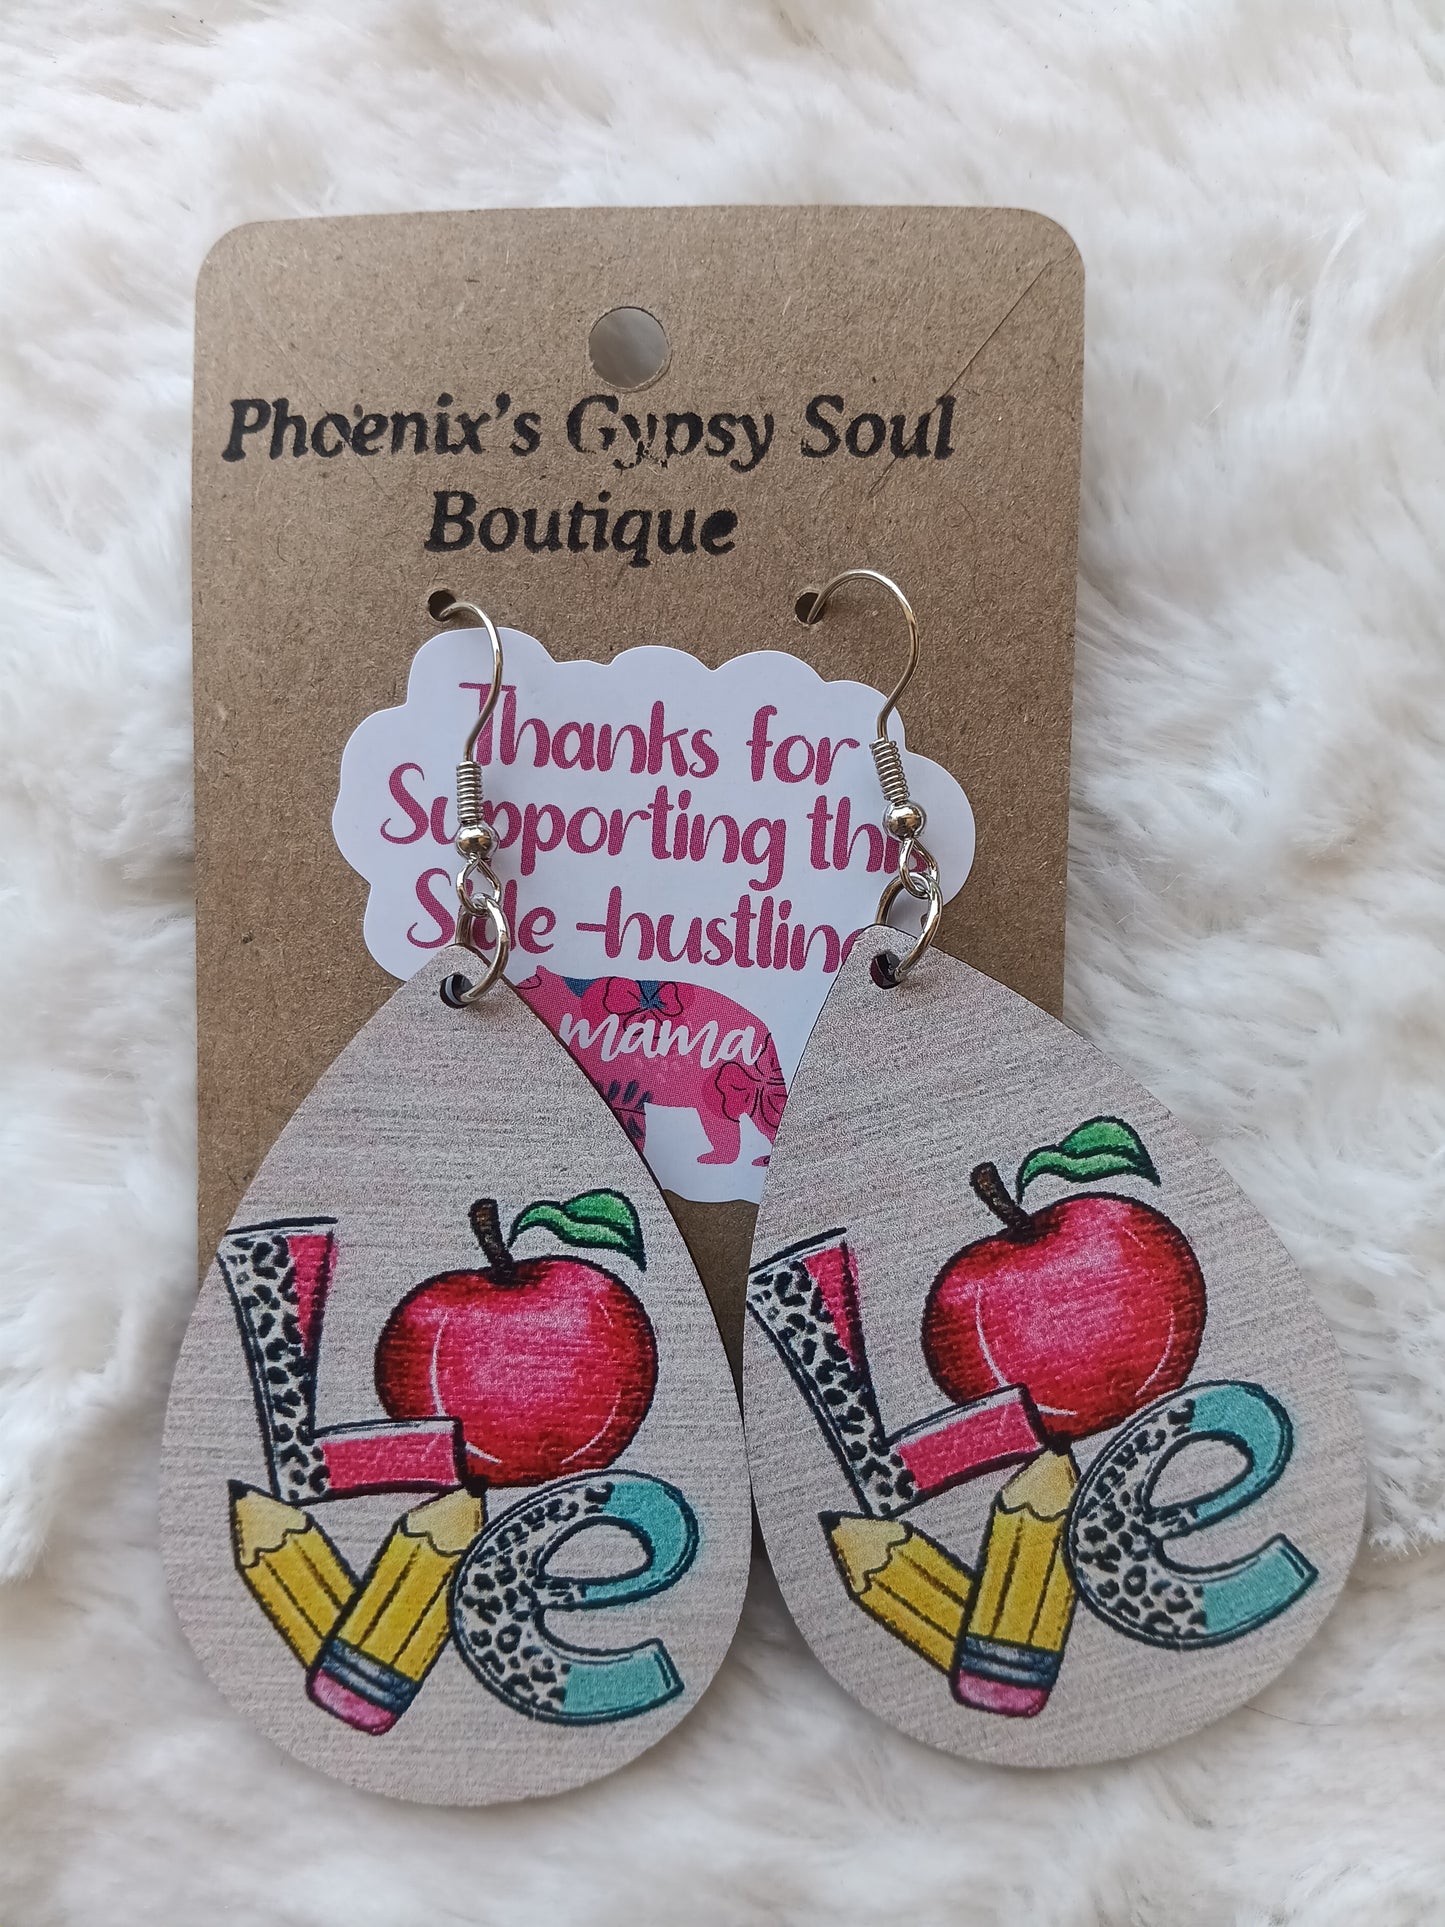 Phoenix's Gypsy Soul
Boutique
Thanks for
Supporting this
Side-hustling
mama
LOVe
LOVe